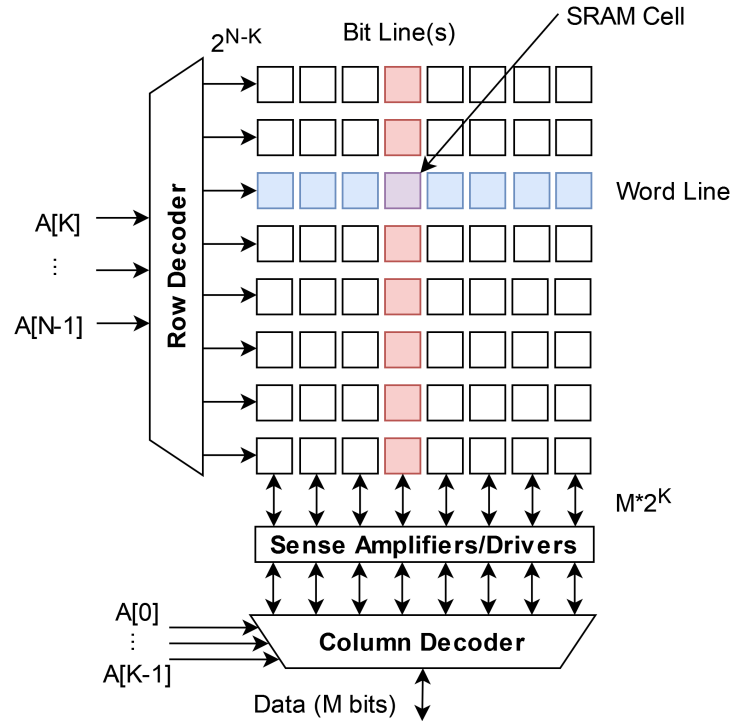 2^N-K
Bit Line(s)
SRAM Cell
Word Line
A[K]
⋮
A[N-1]
Row Decoder
M*2^K
Sense Amplifiers/Drivers
A[0]
⋮
A[K-1]
Column Decoder
Data (M bits)